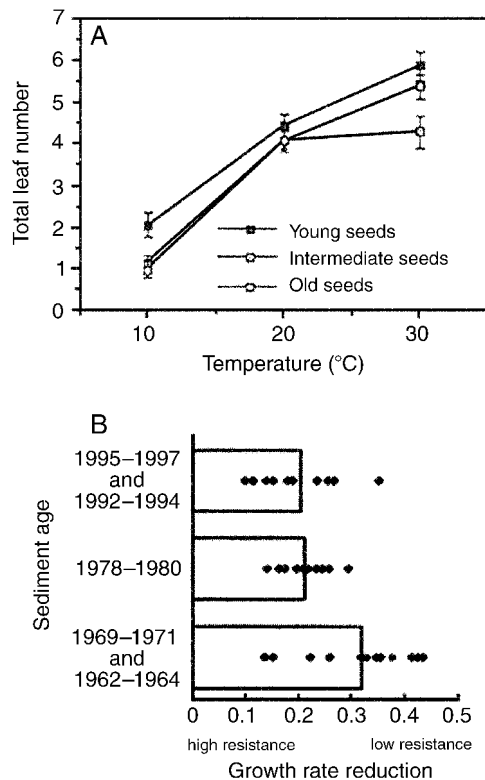 A
7
6
5
4
3
2
1
0
Total leaf number
Young seeds
Intermediate seeds
Old seeds
10 20 30
Temperature (°C)
B
Sediment age
1995–1997
and
1992–1994
1978–1980
1969–1971
and
1962–1964
0 0.1 0.2 0.3 0.4 0.5
high resistance low resistance
Growth rate reduction